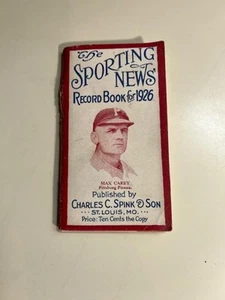 The
SPORTING
NEWS
RECORD BOOK for 1926
MAX CAREY,
Pittsburg Pirates.
Published by
CHARLES C. SPINK & SON
ST. LOUIS, MO.
Price: Ten Cents the Copy